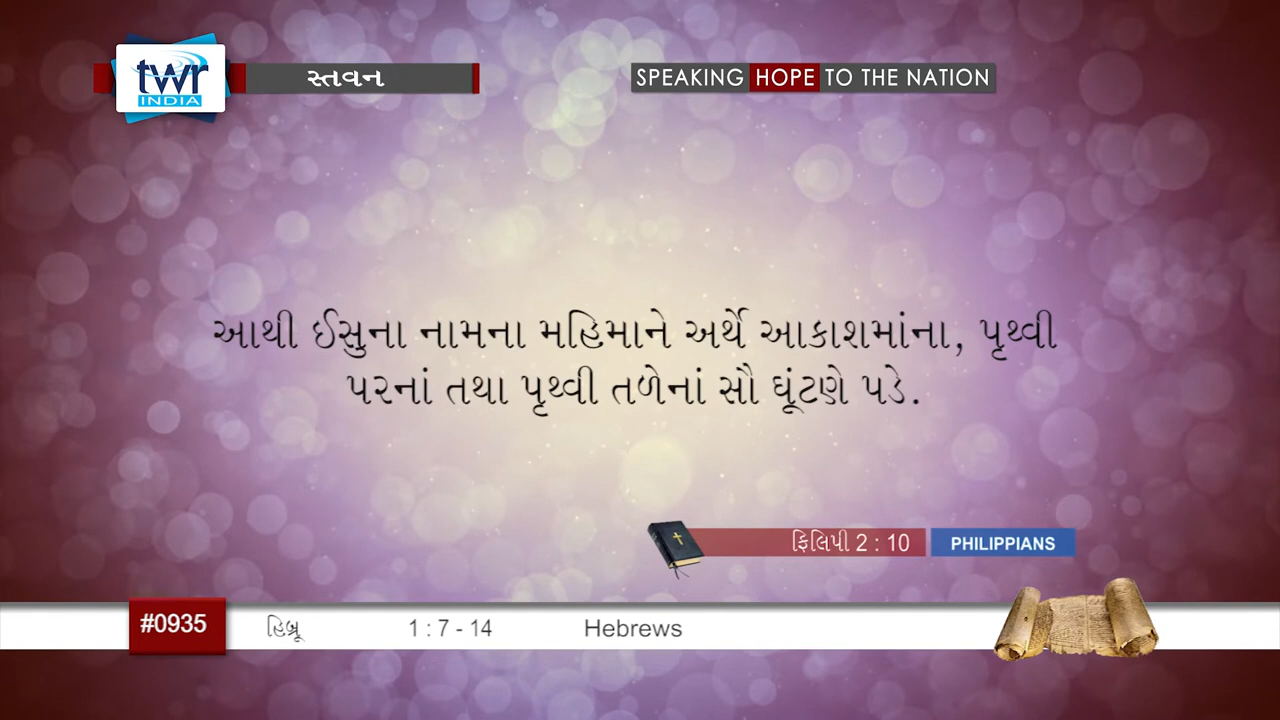 twr
INDIA
સ્તવન
SPEAKING HOPE TO THE NATION
આથી ઈસુના નામના મહિમાને અર્થે આકાશમાંના, પૃથ્વી
પરનાં તથા પૃથ્વી તળેનાં સૌ ઘૂંટણે પડે.
ફિલિપી 2 : 10 PHILIPPIANS
#0935 હિબ્રૂ 1 : 7 - 14 Hebrews